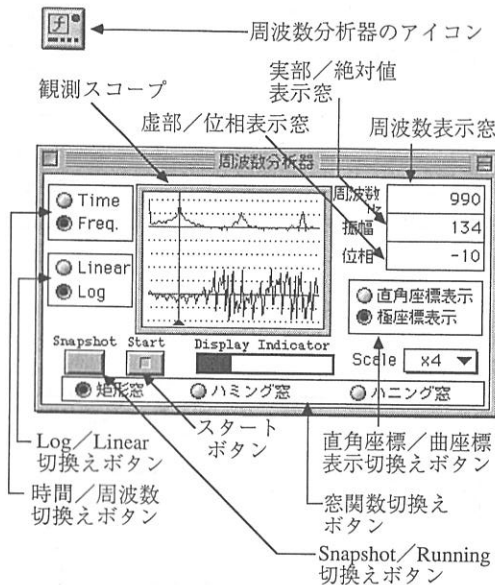 周波数分析器のアイコン
実部／絶対値
表示窓
観測スコープ
虚部／位相表示窓
周波数表示窓
周波数分析器
Time
Freq.
Linear
Log
周波数
Hz
990
振幅
134
位相
-10
直角座標表示
極座標表示
Snapshot
Start
Display Indicator
Scale
x4
矩形窓
ハミング窓
ハニング窓
Log／Linear
切換えボタン
時間／周波数
切換えボタン
スタート
ボタン
直角座標／曲座標
表示切換えボタン
窓関数切換え
ボタン
Snapshot／Running
切換えボタン